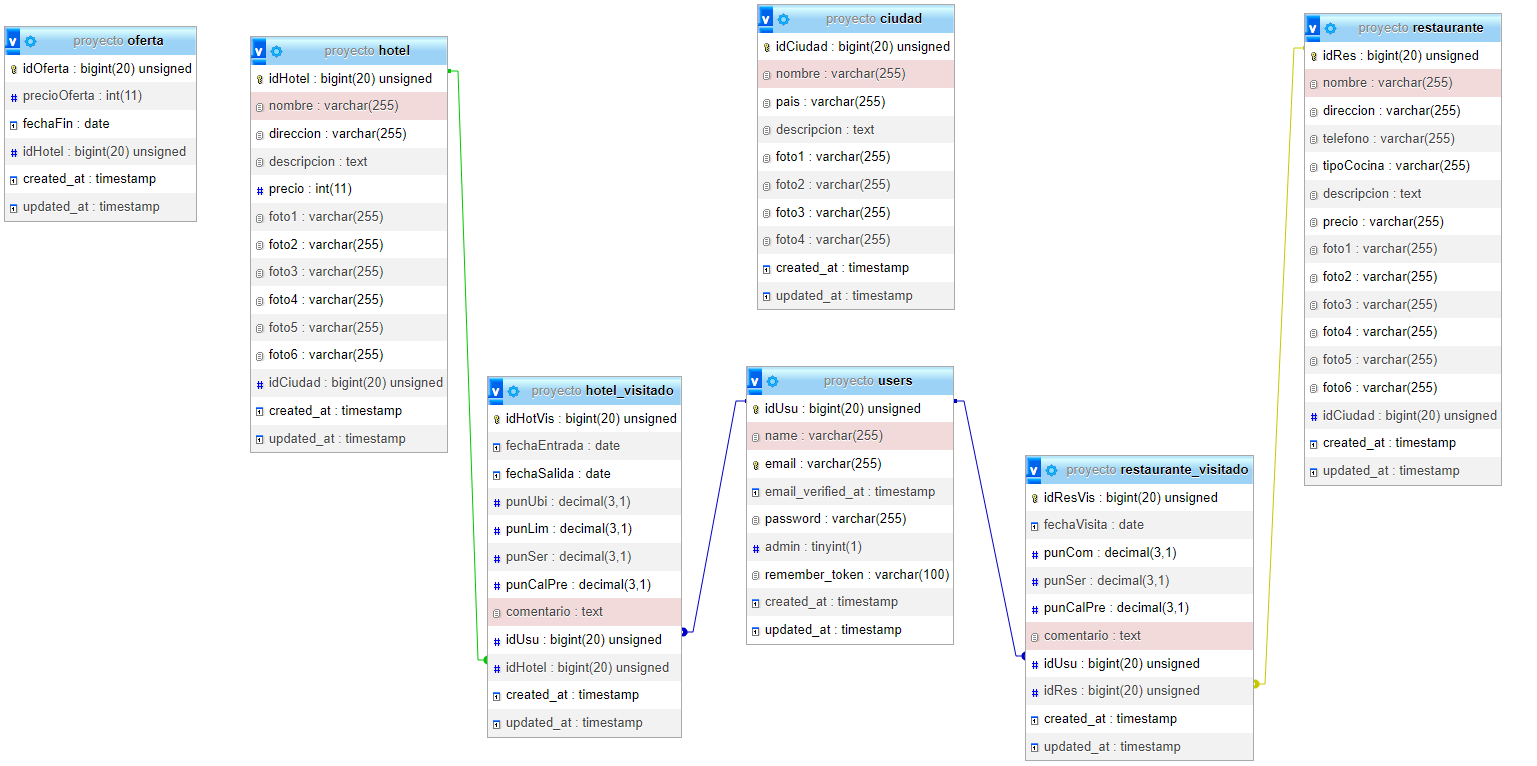 proyecto oferta
idOferta : bigint(20) unsigned
precioOferta : int(11)
fechaFin : date
idHotel : bigint(20) unsigned
created_at : timestamp
updated_at : timestamp
proyecto hotel
idHotel : bigint(20) unsigned
nombre : varchar(255)
direccion : varchar(255)
descripcion : text
precio : int(11)
foto1 : varchar(255)
foto2 : varchar(255)
foto3 : varchar(255)
foto4 : varchar(255)
foto5 : varchar(255)
foto6 : varchar(255)
idCiudad : bigint(20) unsigned
created_at : timestamp
updated_at : timestamp
proyecto hotel_visitado
idHotVis : bigint(20) unsigned
fechaEntrada : date
fechaSalida : date
punUbi : decimal(3,1)
punLim : decimal(3,1)
punSer : decimal(3,1)
punCalPre : decimal(3,1)
comentario : text
idUsu : bigint(20) unsigned
idHotel : bigint(20) unsigned
created_at : timestamp
updated_at : timestamp
proyecto ciudad
idCiudad : bigint(20) unsigned
nombre : varchar(255)
pais : varchar(255)
descripcion : text
foto1 : varchar(255)
foto2 : varchar(255)
foto3 : varchar(255)
foto4 : varchar(255)
created_at : timestamp
updated_at : timestamp
proyecto users
idUsu : bigint(20) unsigned
name : varchar(255)
email : varchar(255)
email_verified_at : timestamp
password : varchar(255)
admin : tinyint(1)
remember_token : varchar(100)
created_at : timestamp
updated_at : timestamp
proyecto restaurante_visitado
idResVis : bigint(20) unsigned
fechaVisita : date
punCom : decimal(3,1)
punSer : decimal(3,1)
punCalPre : decimal(3,1)
comentario : text
idUsu : bigint(20) unsigned
idRes : bigint(20) unsigned
created_at : timestamp
updated_at : timestamp
proyecto restaurante
idRes : bigint(20) unsigned
nombre : varchar(255)
direccion : varchar(255)
telefono : varchar(255)
tipoCocina : varchar(255)
descripcion : text
precio : varchar(255)
foto1 : varchar(255)
foto2 : varchar(255)
foto3 : varchar(255)
foto4 : varchar(255)
foto5 : varchar(255)
foto6 : varchar(255)
idCiudad : bigint(20) unsigned
created_at : timestamp
updated_at : timestamp